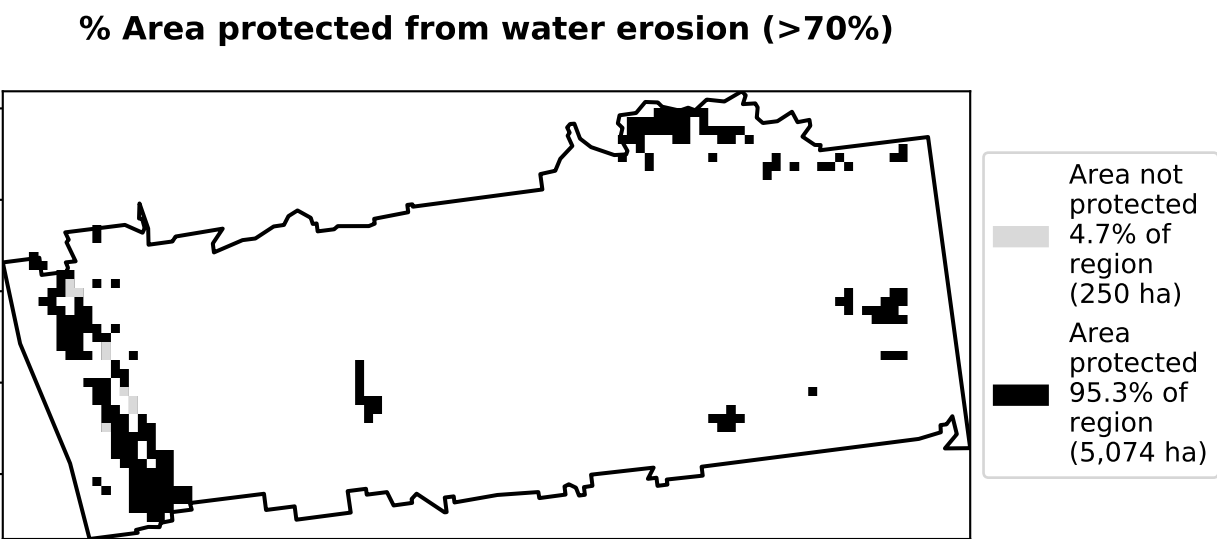 % Area protected from water erosion (>70%)
Area not
protected
4.7% of
region
(250 ha)
Area
protected
95.3% of
region
(5,074 ha)